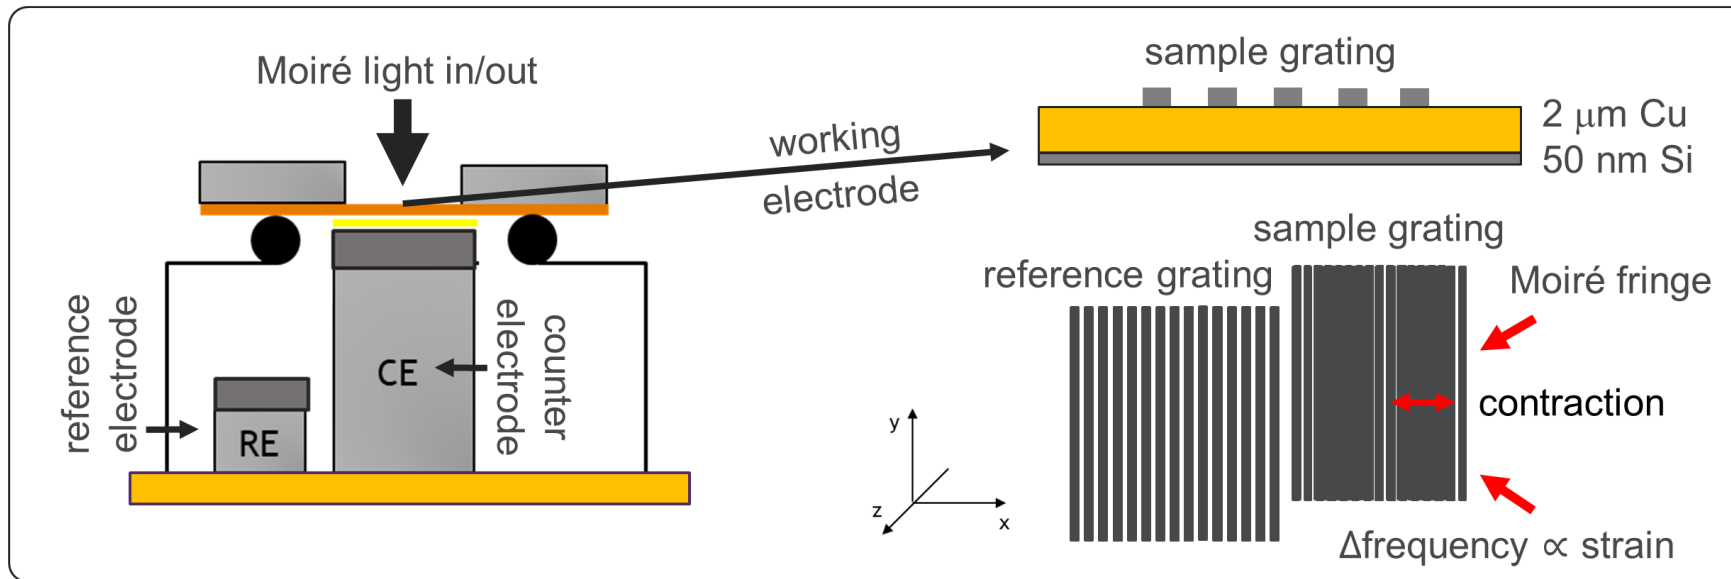 Moiré light in/out
working
electrode
reference
electrode
RE
CE
counter
electrode
sample grating
2 μm Cu
50 nm Si
sample grating
reference grating
Moiré fringe
contraction
Δfrequency ∝ strain
y
z
x